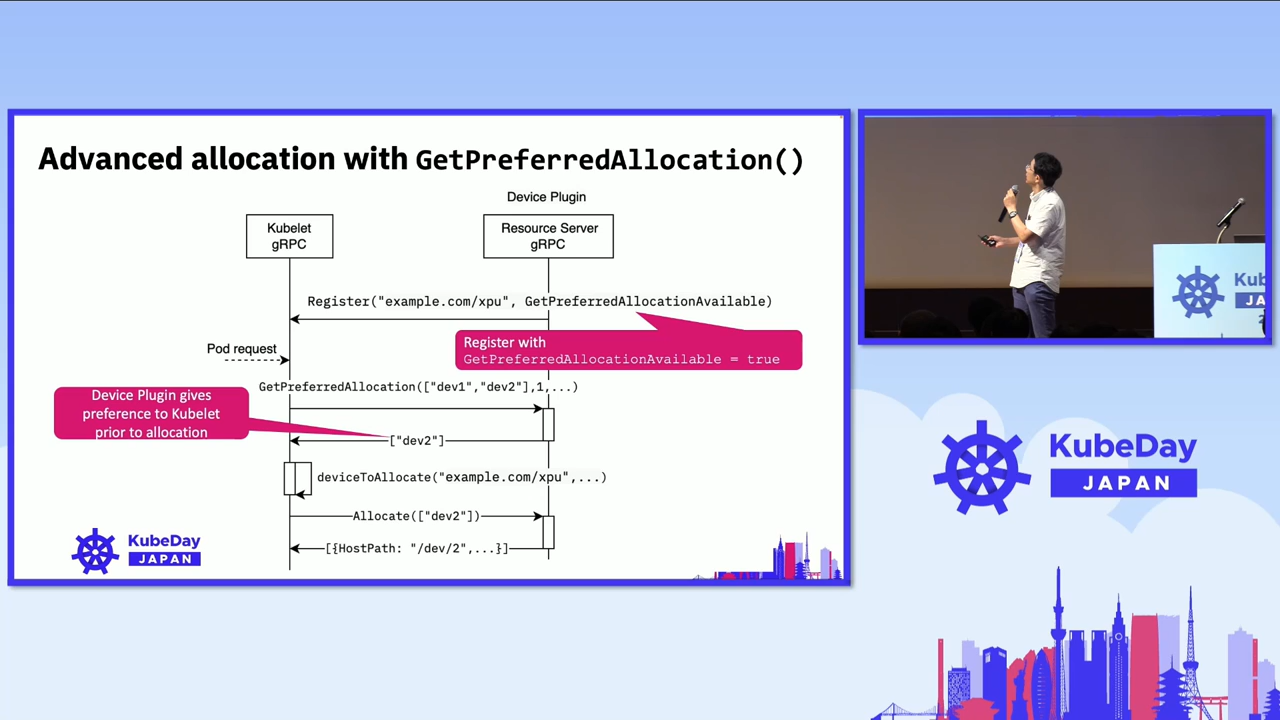 Advanced allocation with GetPreferredAllocation()
Device Plugin
Kubelet
gRPC
Resource Server
gRPC
Register("example.com/xpu", GetPreferredAllocationAvailable)
Register with
GetPreferredAllocationAvailable = true
Pod request
GetPreferredAllocation(["dev1","dev2"],1,...)
Device Plugin gives
preference to Kubelet
prior to allocation
["dev2"]
deviceToAllocate("example.com/xpu",...)
Allocate(["dev2"])
[{HostPath: "/dev/2",...}]
KubeDay
JAPAN
KubeDay
JAPAN
Kub
JA